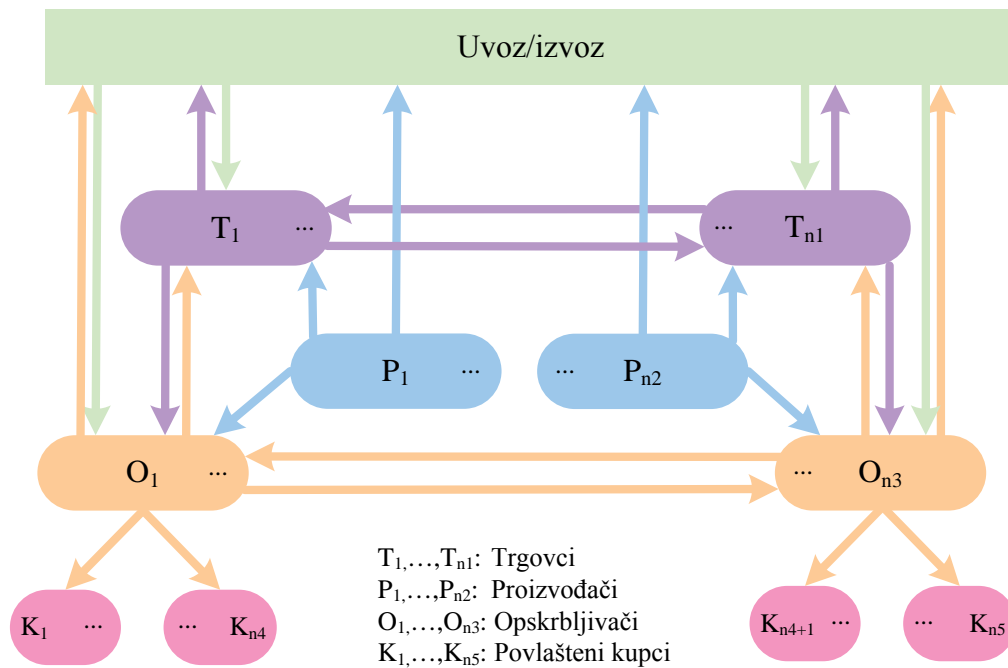 Uvoz/izvoz
T1 ...
... Tn1
P1 ...
... Pn2
O1 ...
... On3
T1,…,Tn1: Trgovci
P1,…,Pn2: Proizvođači
O1,…,On3: Opskrbljivači
K1,…,Kn5: Povlašteni kupci
K1 ...
... Kn4
Kn4+1 ...
... Kn5